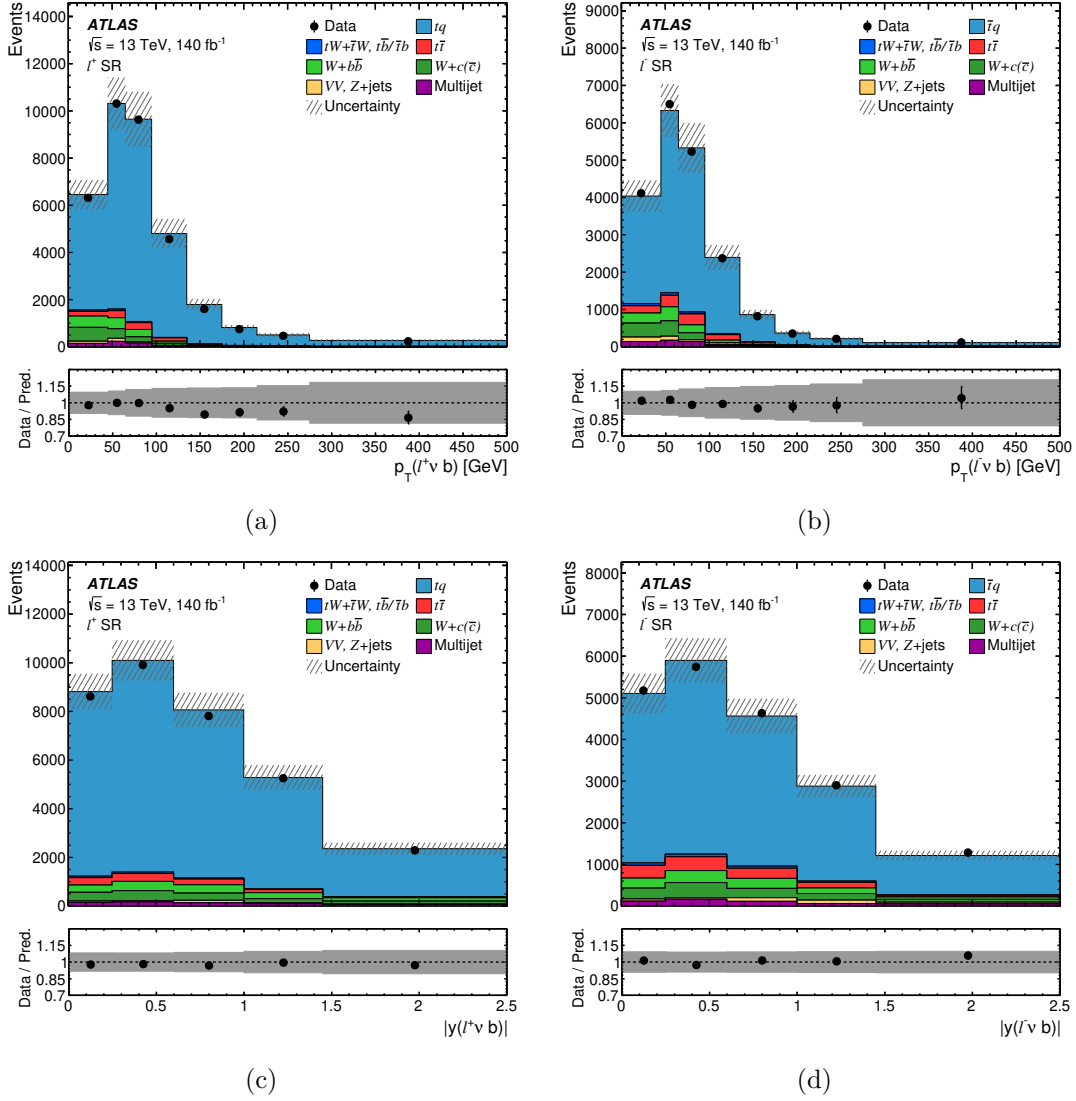 Events
14000
12000
10000
8000
6000
4000
2000
0
ATLAS
√s = 13 TeV, 140 fb⁻¹
l⁺ SR
Data
tq
tW+t̄W, tb̄/t̄b
tt̄
W+bb̄
W+c(c̄)
VV, Z+jets
Multijet
Uncertainty
Data / Pred.
1.15
1
0.85
0.7
0 50 100 150 200 250 300 350 400 450 500
p_T(l⁺ν b) [GeV]
(a)
Events
9000
8000
7000
6000
5000
4000
3000
2000
1000
0
ATLAS
√s = 13 TeV, 140 fb⁻¹
l⁻ SR
Data
t̄q
tW+t̄W, tb̄/t̄b
tt̄
W+bb̄
W+c(c̄)
VV, Z+jets
Multijet
Uncertainty
Data / Pred.
1.15
1
0.85
0.7
0 50 100 150 200 250 300 350 400 450 500
p_T(l⁻ν b) [GeV]
(b)
Events
14000
12000
10000
8000
6000
4000
2000
0
ATLAS
√s = 13 TeV, 140 fb⁻¹
l⁺ SR
Data
tq
tW+t̄W, tb̄/t̄b
tt̄
W+bb̄
W+c(c̄)
VV, Z+jets
Multijet
Uncertainty
Data / Pred.
1.15
1
0.85
0.7
0 0.5 1 1.5 2 2.5
|y(l⁺ν b)|
(c)
Events
8000
7000
6000
5000
4000
3000
2000
1000
0
ATLAS
√s = 13 TeV, 140 fb⁻¹
l⁻ SR
Data
t̄q
tW+t̄W, tb̄/t̄b
tt̄
W+bb̄
W+c(c̄)
VV, Z+jets
Multijet
Uncertainty
Data / Pred.
1.15
1
0.85
0.7
0 0.5 1 1.5 2 2.5
|y(l⁻ν b)|
(d)